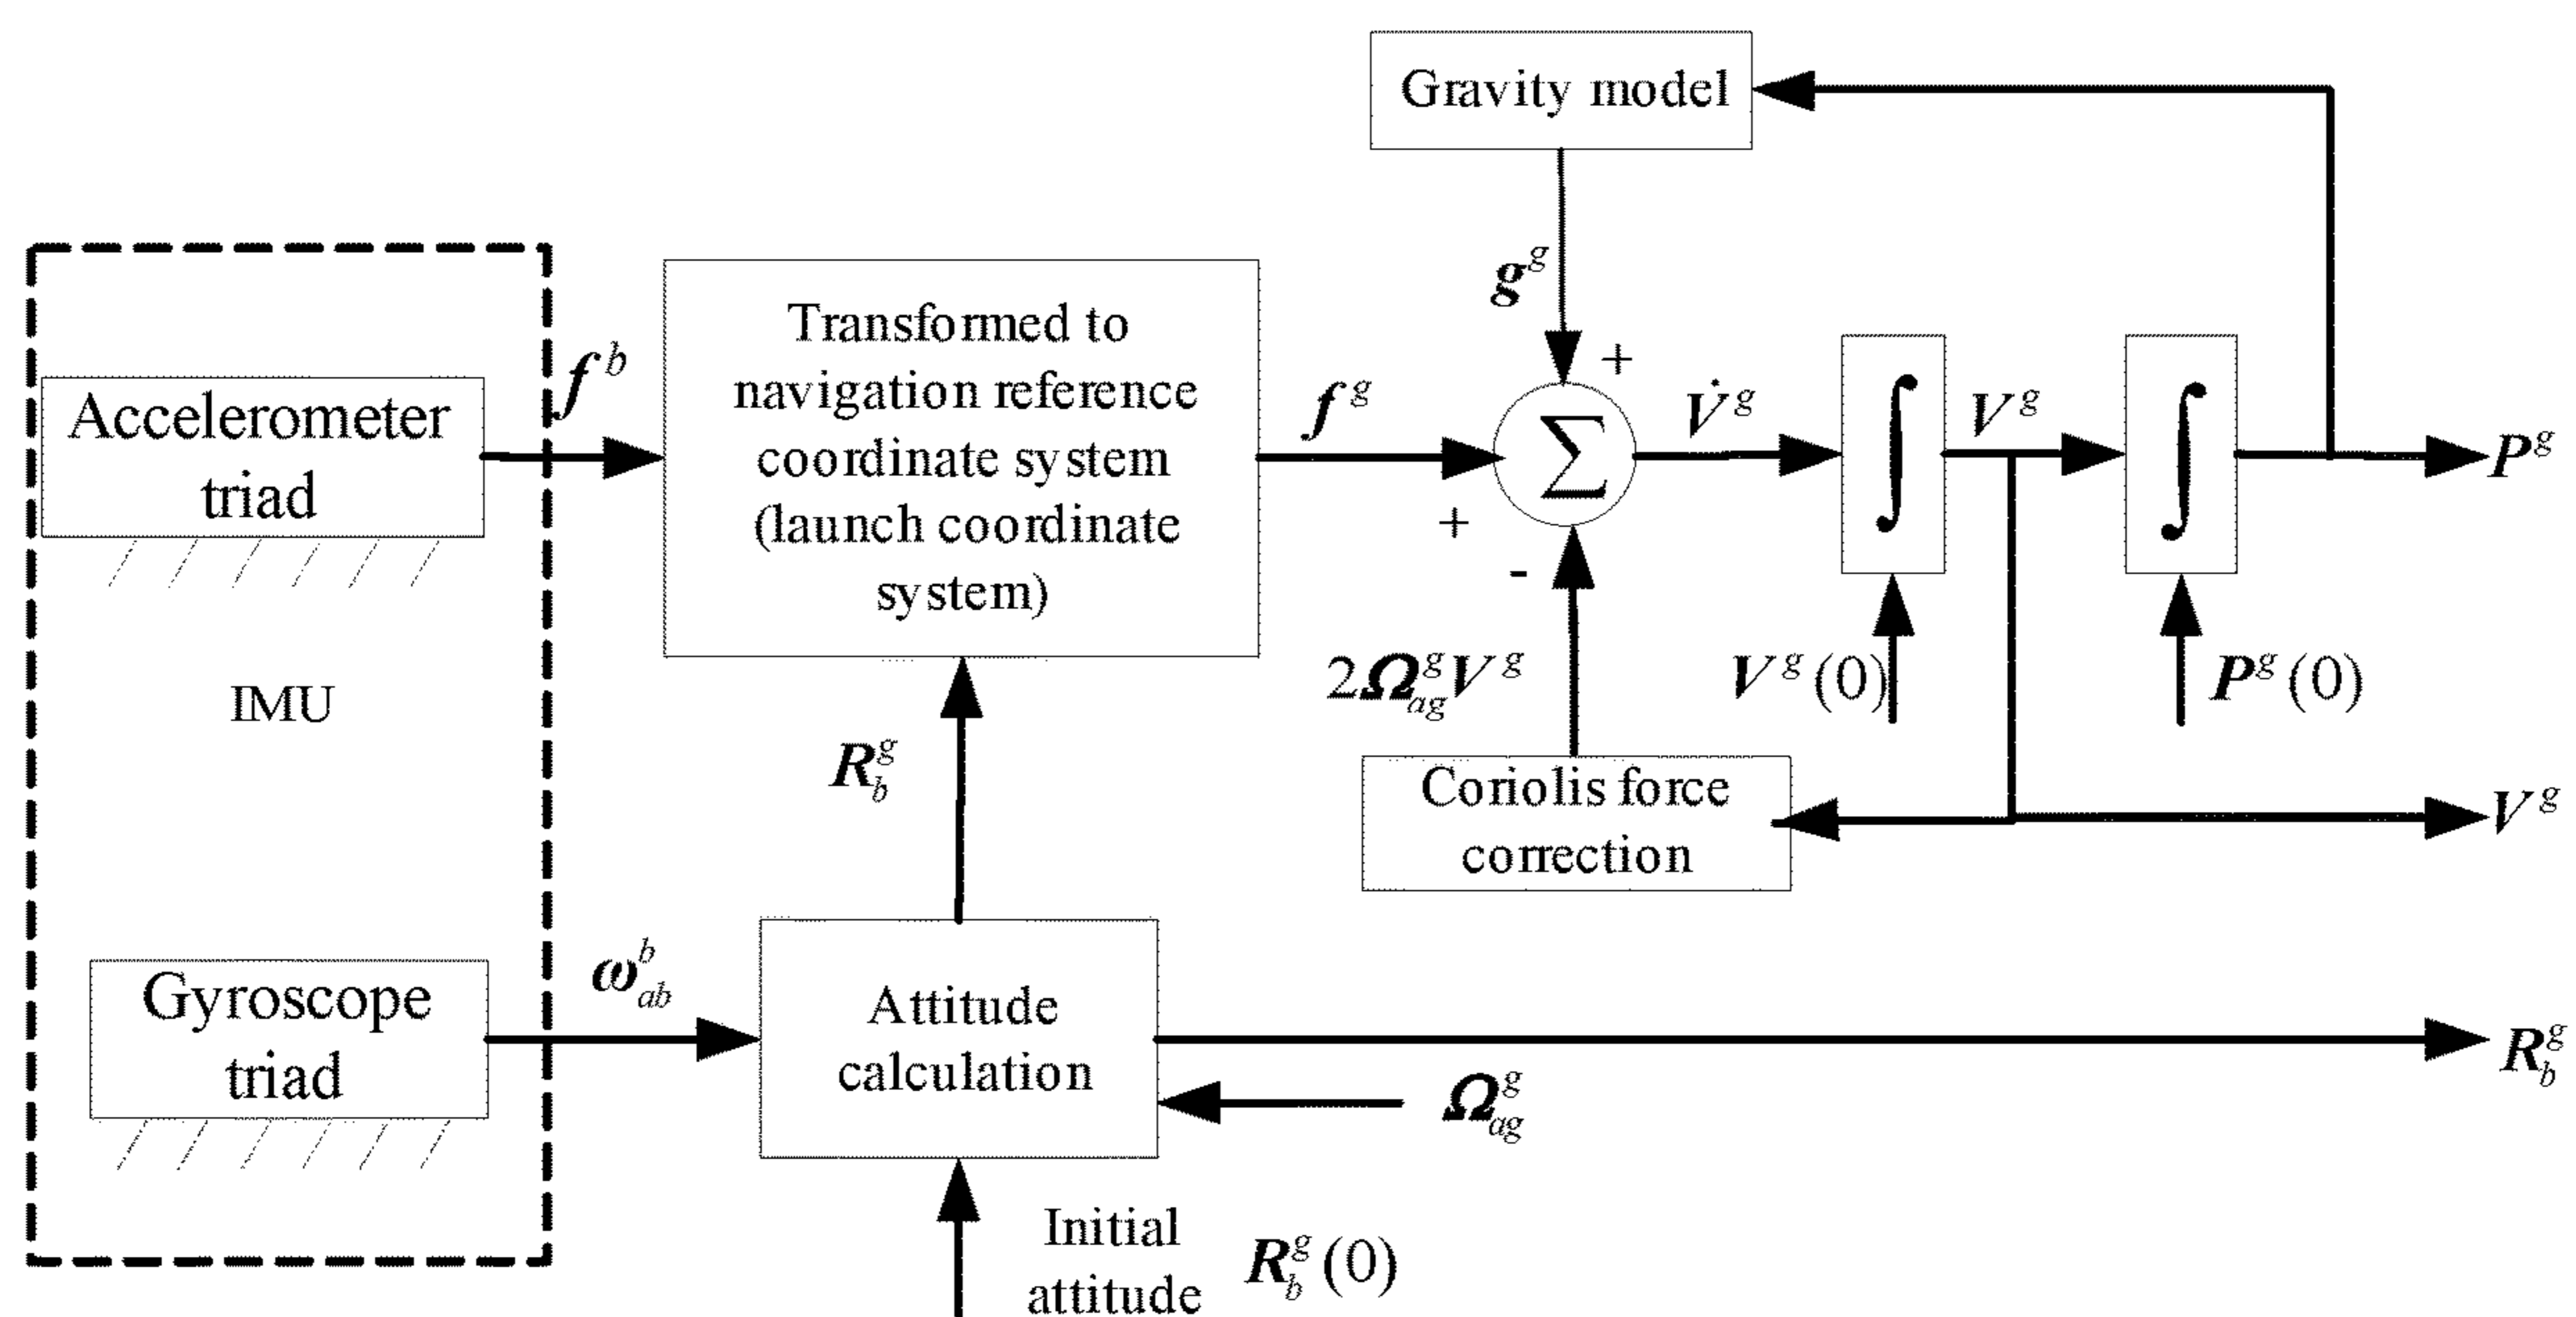 Gravity model
g^g
+
Accelerometer
triad
f^b
Transformed to
navigation reference
coordinate system
(launch coordinate
system)
f^g
+
∑
-
V̇^g
∫
V^g
∫
P^g
IMU
R_b^g
2Ω_ag^g V^g
V^g(0)
P^g(0)
Coriolis force
correction
V^g
Gyroscope
triad
ω_ab^b
Attitude
calculation
R_b^g
Ω_ag^g
Initial
attitude
R_b^g(0)